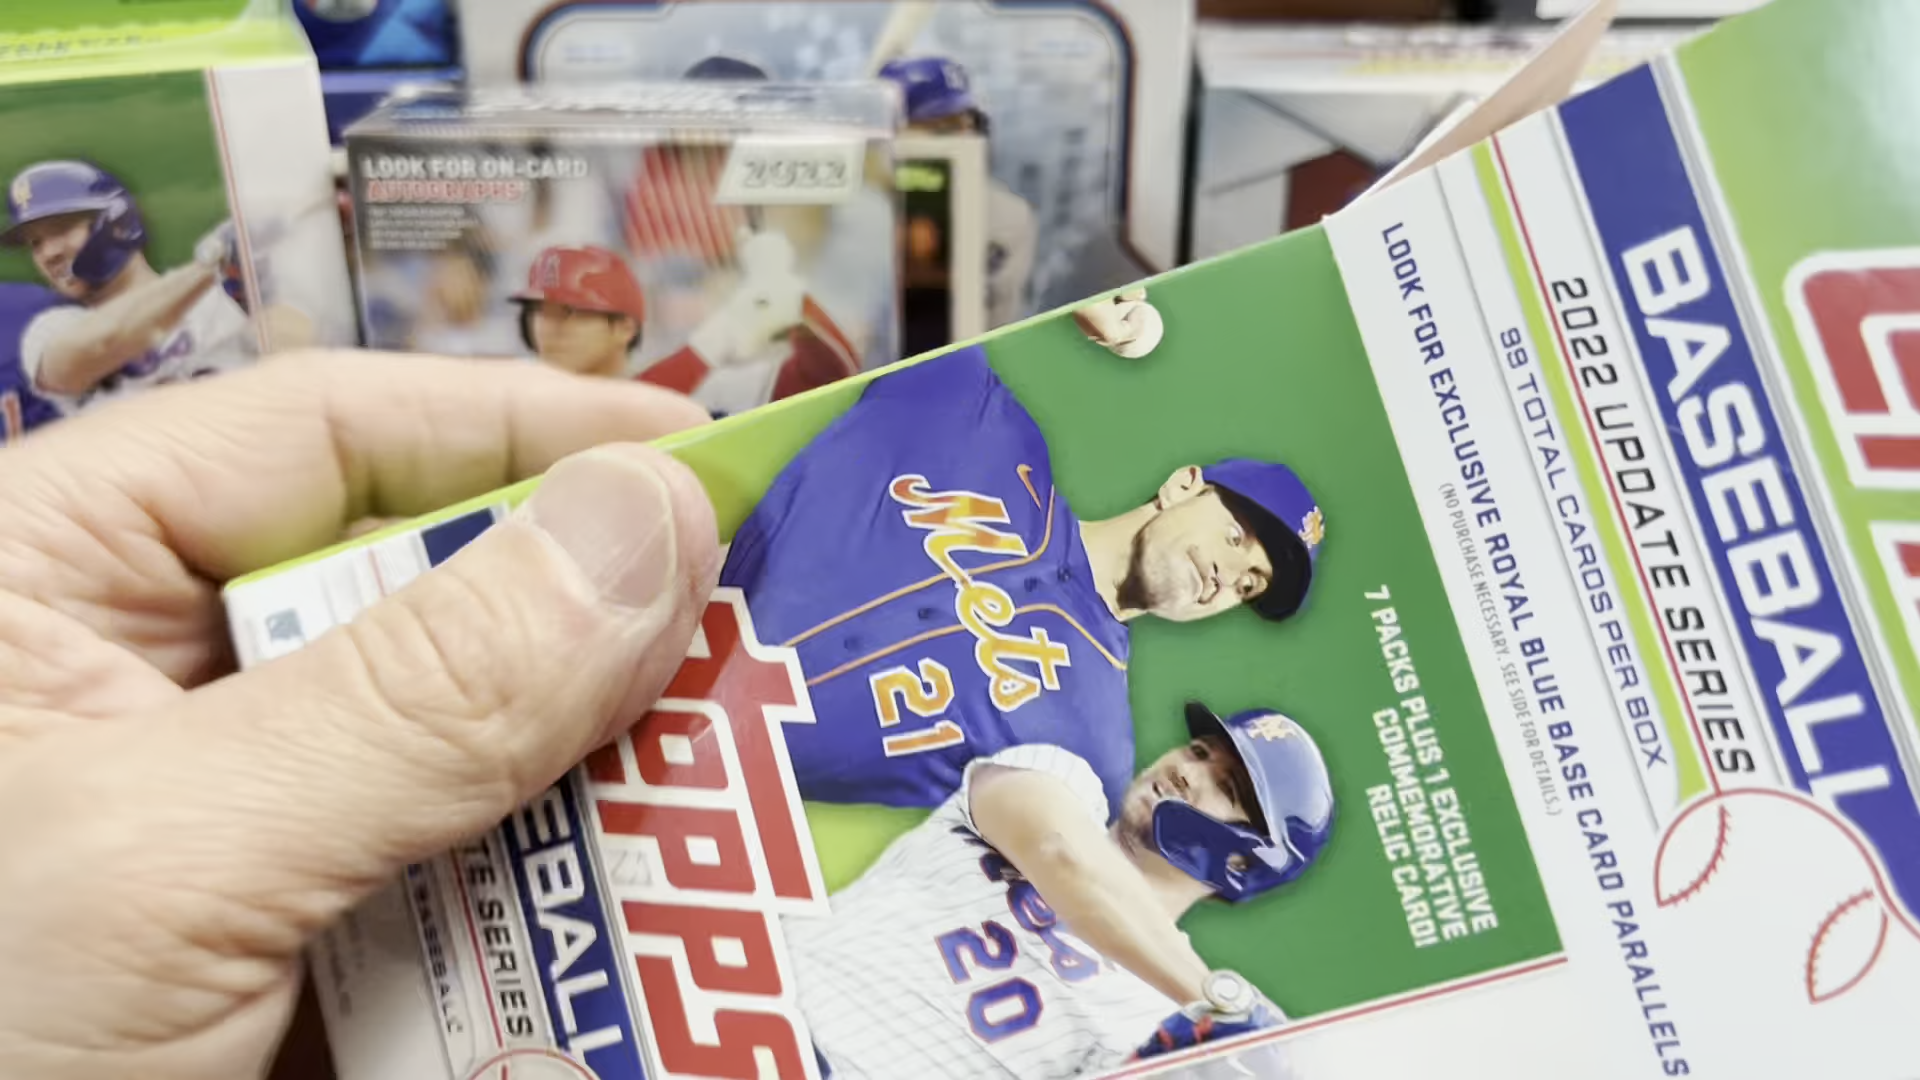 LOOK FOR ON-CARD
AUTOGRAPHS
2022
Mets
21
20
TOPPS
7 PACKS PLUS 1 EXCLUSIVE
COMMEMORATIVE
RELIC CARD!
LOOK FOR EXCLUSIVE ROYAL BLUE BASE CARD PARALLELS
(NO PURCHASE NECESSARY. SEE SIDE FOR DETAILS.)
99 TOTAL CARDS PER BOX
2022 UPDATE SERIES
BASEBALL
SERIES
BASEBALL